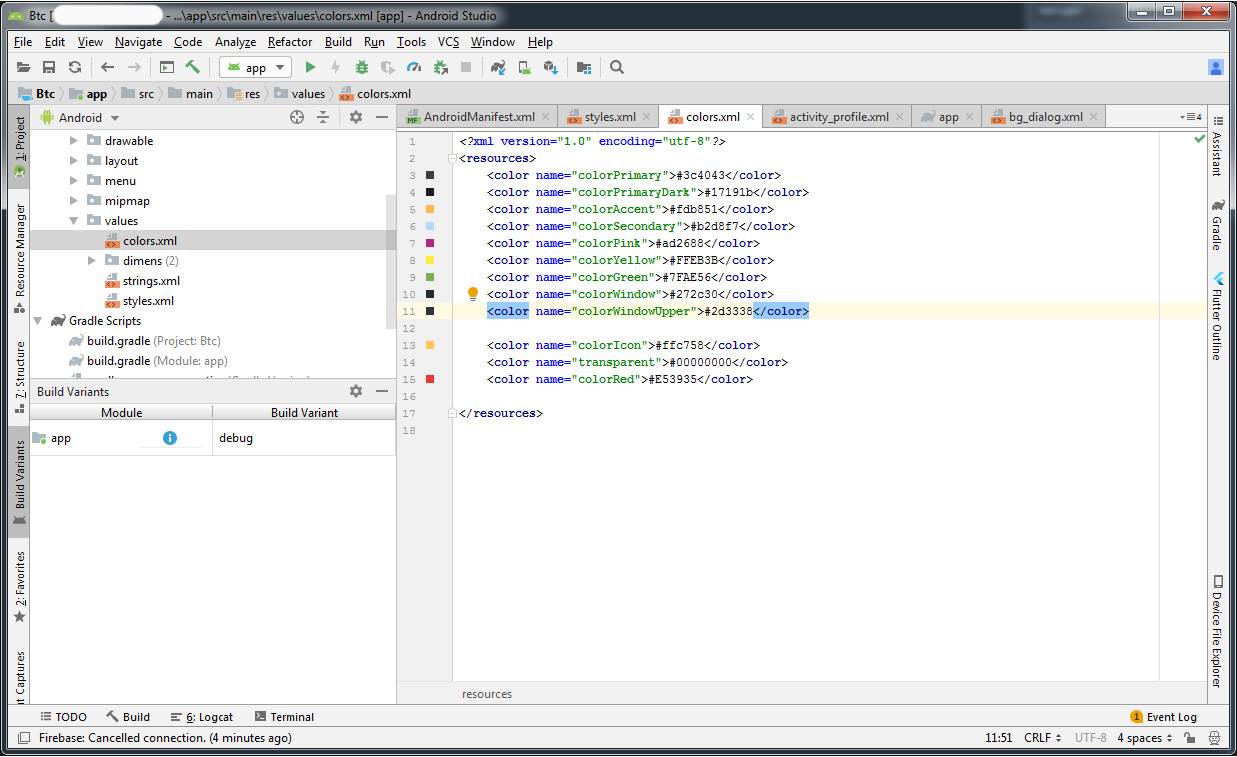 Btc [ - ...\app\src\main\res\values\colors.xml [app] - Android Studio
File Edit View Navigate Code Analyze Refactor Build Run Tools VCS Window Help
app
Btc app src main res values colors.xml
1: Project
Resource Manager
7: Structure
Build Variants
2: Favorites
Captures
Android
drawable
layout
menu
mipmap
values
colors.xml
dimens (2)
strings.xml
styles.xml
Gradle Scripts
build.gradle (Project: Btc)
build.gradle (Module: app)
Build Variants
Module Build Variant
app debug
AndroidManifest.xml styles.xml colors.xml activity_profile.xml app bg_dialog.xml 4
1 <?xml version="1.0" encoding="utf-8"?>
2 <resources>
3 <color name="colorPrimary">#3c4043</color>
4 <color name="colorPrimaryDark">#17191b</color>
5 <color name="colorAccent">#fdb851</color>
6 <color name="colorSecondary">#b2d8f7</color>
7 <color name="colorPink">#ad2688</color>
8 <color name="colorYellow">#FFEB3B</color>
9 <color name="colorGreen">#7FAE56</color>
10 <color name="colorWindow">#272c30</color>
11 <color name="colorWindowUpper">#2d3338</color>
12
13 <color name="colorIcon">#ffc758</color>
14 <color name="transparent">#00000000</color>
15 <color name="colorRed">#E53935</color>
16
17 </resources>
18
resources
Assistant
Gradle
Flutter Outline
Device File Explorer
TODO Build 6: Logcat Terminal 1 Event Log
Firebase: Cancelled connection. (4 minutes ago) 11:51 CRLF UTF-8 4 spaces